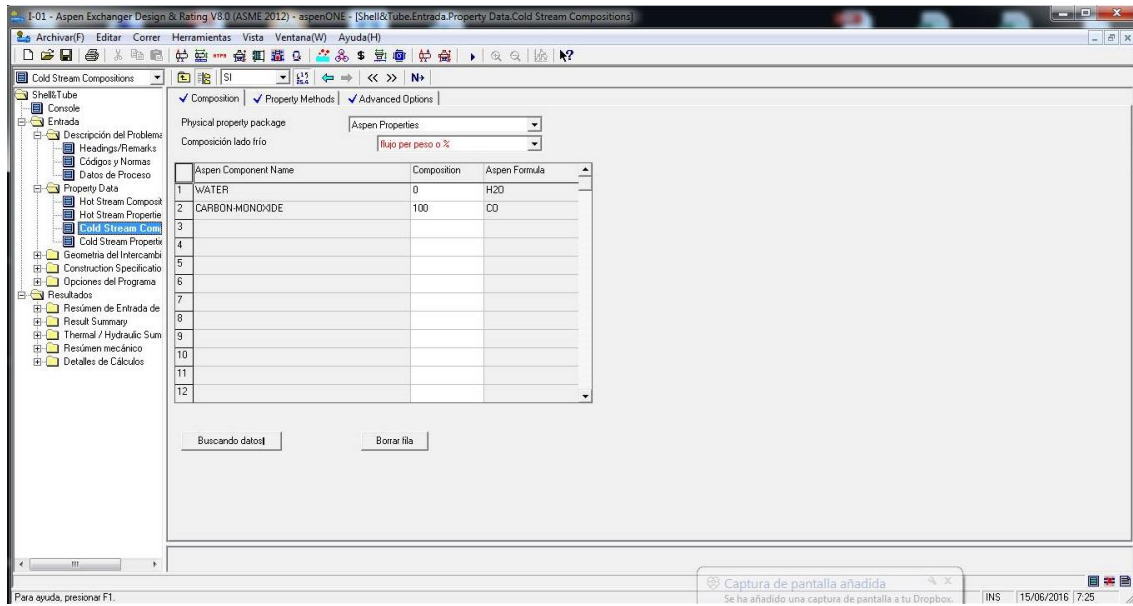 I-01 - Aspen Exchanger Design & Rating V8.0 (ASME 2012) - aspenONE - [Shell&Tube.Entrada.Property Data.Cold Stream Compositions]
Archivar(F) Editar Correr Herramientas Vista Ventana(W) Ayuda(H)
Cold Stream Compositions SI
Shell&Tube
Console
Entrada
Descripción del Problema
Headings/Remarks
Códigos y Normas
Datos de Proceso
Property Data
Hot Stream Composit
Hot Stream Propertie
Cold Stream Com
Cold Stream Propertie
Geometria del Intercambi
Construction Specificatio
Opciones del Programa
Resultados
Resúmen de Entrada de
Result Summary
Thermal / Hydraulic Sum
Resúmen mecánico
Detalles de Cálculos
Composition Property Methods Advanced Options
Physical property package Aspen Properties
Composición lado frío flujo per peso o %
Aspen Component Name Composition Aspen Formula
1 WATER 0 H2O
2 CARBON-MONOXIDE 100 CO
3
4
5
6
7
8
9
10
11
12
Buscando datos Borrar fila
Captura de pantalla añadida
Se ha añadido una captura de pantalla a tu Dropbox.
Para ayuda, presionar F1. INS 15/06/2016 7:25